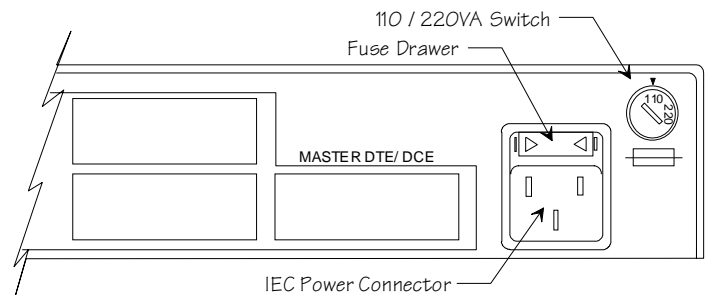 110 / 220VA Switch
Fuse Drawer
110
220
MASTER DTE/ DCE
IEC Power Connector